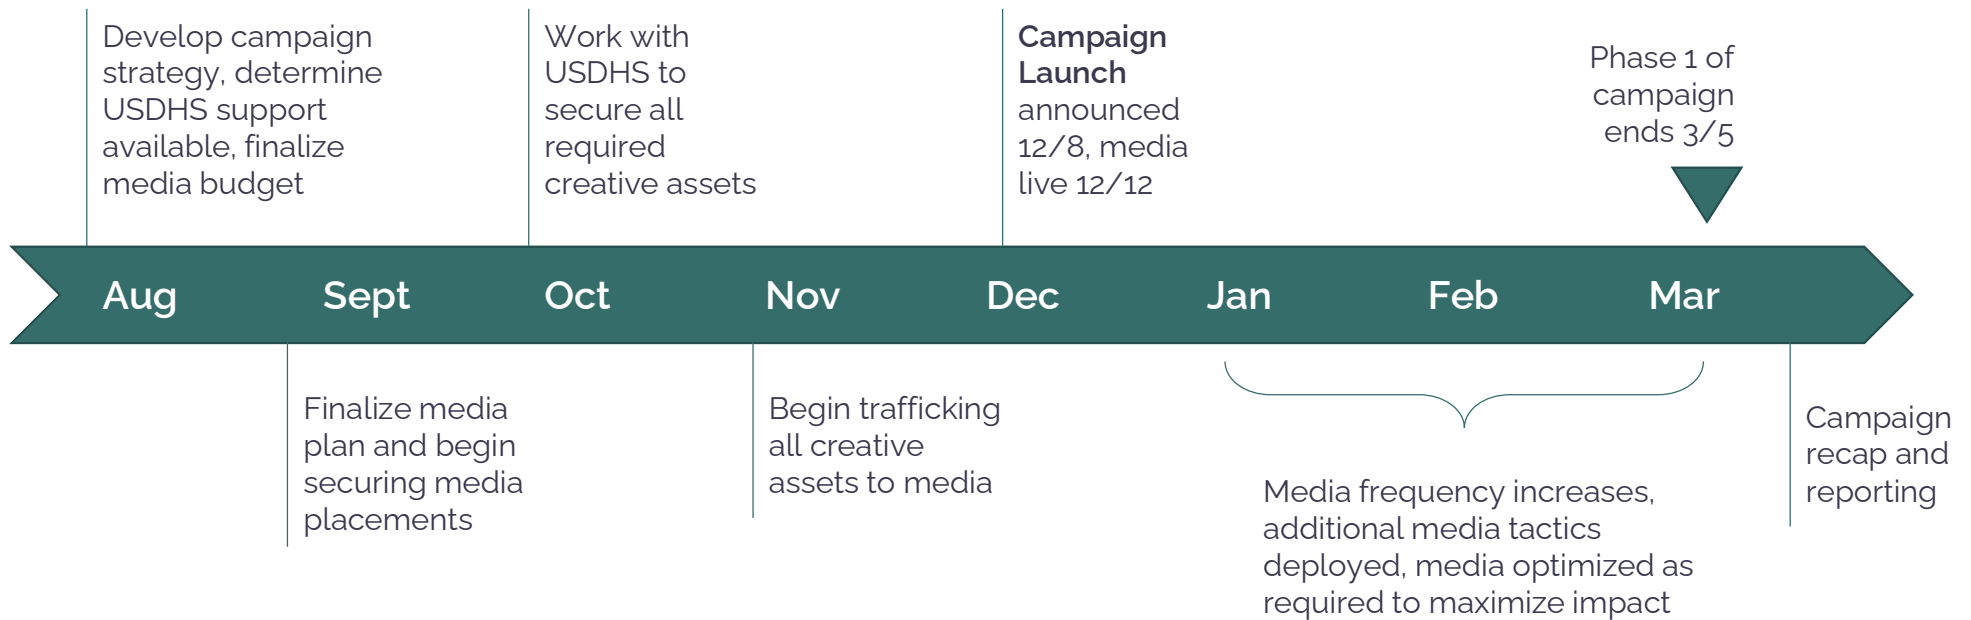 Develop campaign
strategy, determine
USDHS support
available, finalize
media budget
Work with
USDHS to
secure all
required
creative assets
Campaign
Launch
announced
12/8, media
live 12/12
Phase 1 of
campaign
ends 3/5
Aug Sept Oct Nov Dec Jan Feb Mar
Finalize media
plan and begin
securing media
placements
Begin trafficking
all creative
assets to media
Media frequency increases,
additional media tactics
deployed, media optimized as
required to maximize impact
Campaign
recap and
reporting